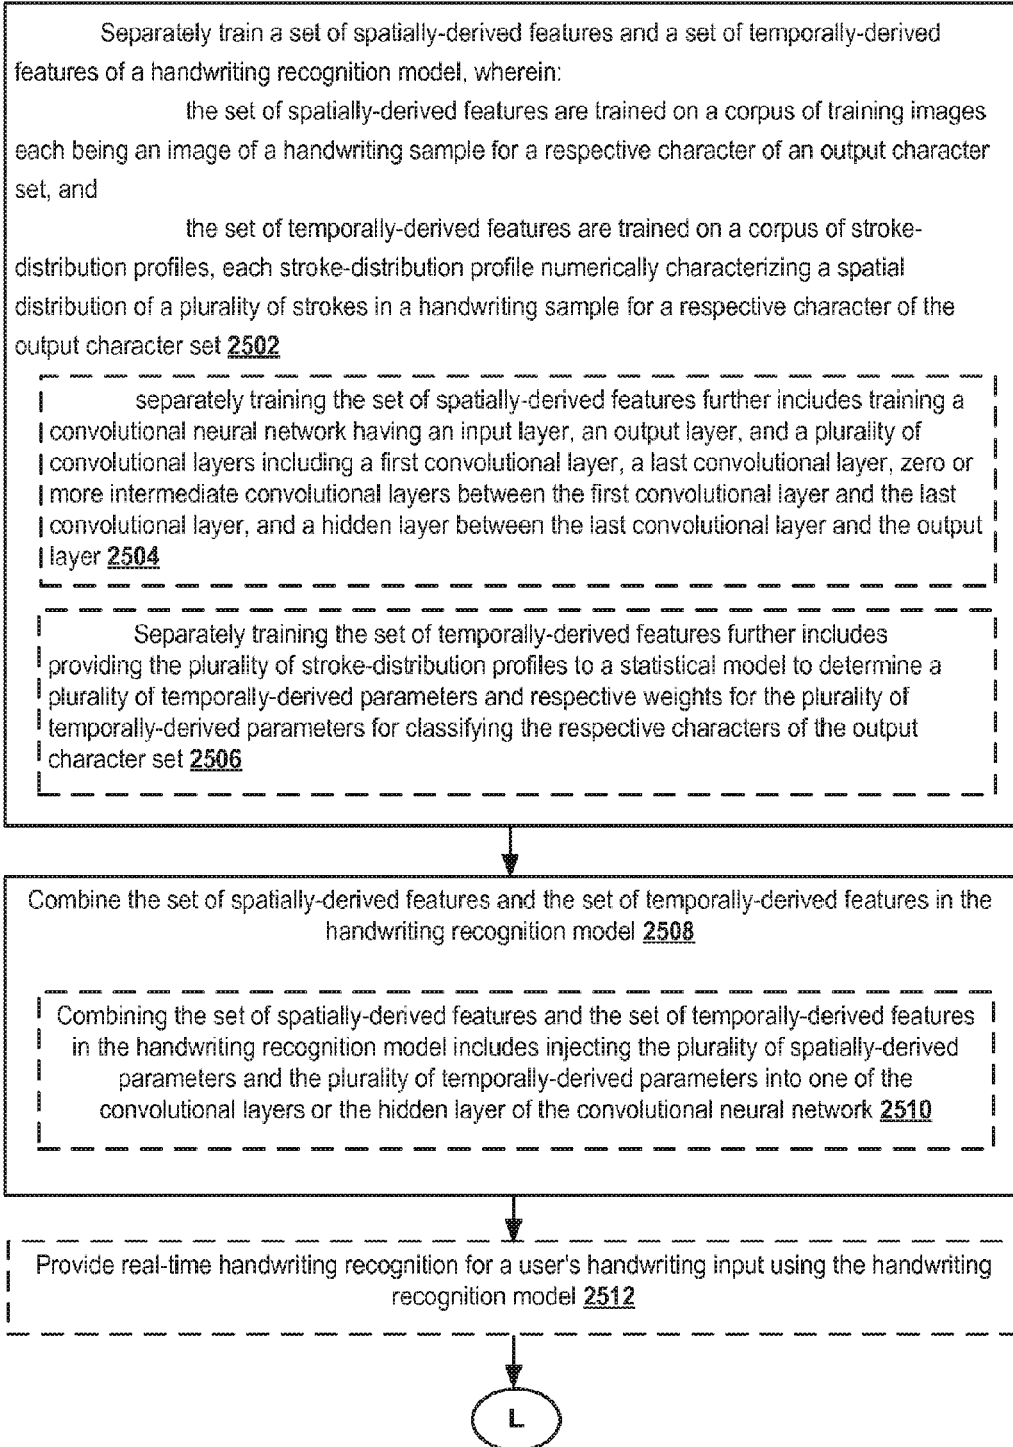 Separately train a set of spatially-derived features and a set of temporally-derived
features of a handwriting recognition model, wherein:
the set of spatially-derived features are trained on a corpus of training images
each being an image of a handwriting sample for a respective character of an output character
set, and
the set of temporally-derived features are trained on a corpus of stroke-
distribution profiles, each stroke-distribution profile numerically characterizing a spatial
distribution of a plurality of strokes in a handwriting sample for a respective character of the
output character set 2502
separately training the set of spatially-derived features further includes training a
convolutional neural network having an input layer, an output layer, and a plurality of
convolutional layers including a first convolutional layer, a last convolutional layer, zero or
more intermediate convolutional layers between the first convolutional layer and the last
convolutional layer, and a hidden layer between the last convolutional layer and the output
layer 2504
Separately training the set of temporally-derived features further includes
providing the plurality of stroke-distribution profiles to a statistical model to determine a
plurality of temporally-derived parameters and respective weights for the plurality of
temporally-derived parameters for classifying the respective characters of the output
character set 2506
Combine the set of spatially-derived features and the set of temporally-derived features in the
handwriting recognition model 2508
Combining the set of spatially-derived features and the set of temporally-derived features
in the handwriting recognition model includes injecting the plurality of spatially-derived
parameters and the plurality of temporally-derived parameters into one of the
convolutional layers or the hidden layer of the convolutional neural network 2510
Provide real-time handwriting recognition for a user's handwriting input using the handwriting
recognition model 2512
L